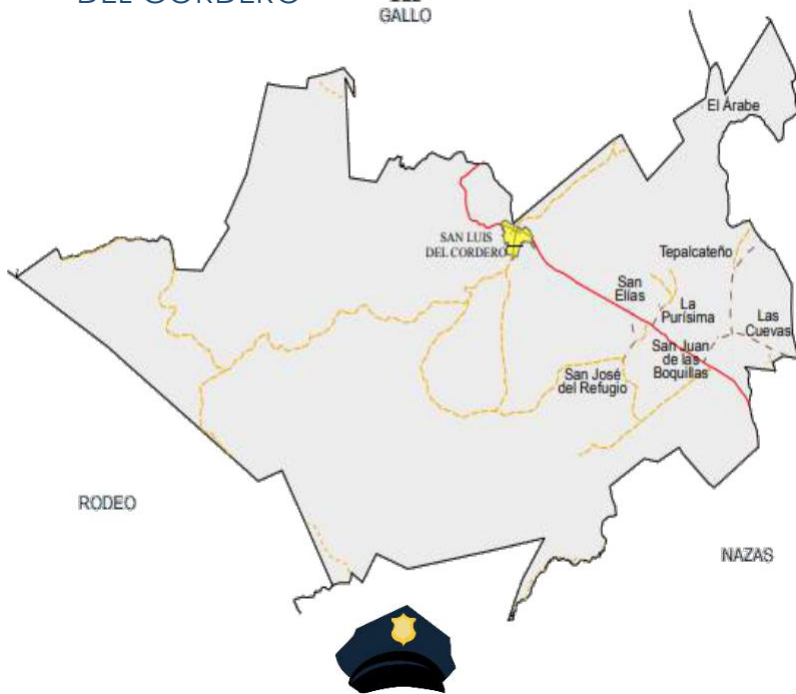 DEL CORDERO
GALLO
El Arabe
SAN LUIS
DEL CORDERO
Tepalcateño
San
Elías
La
Purísima
Las
Cuevas
San Juan
de las
Boquillas
San José
del Refugio
RODEO
NAZAS